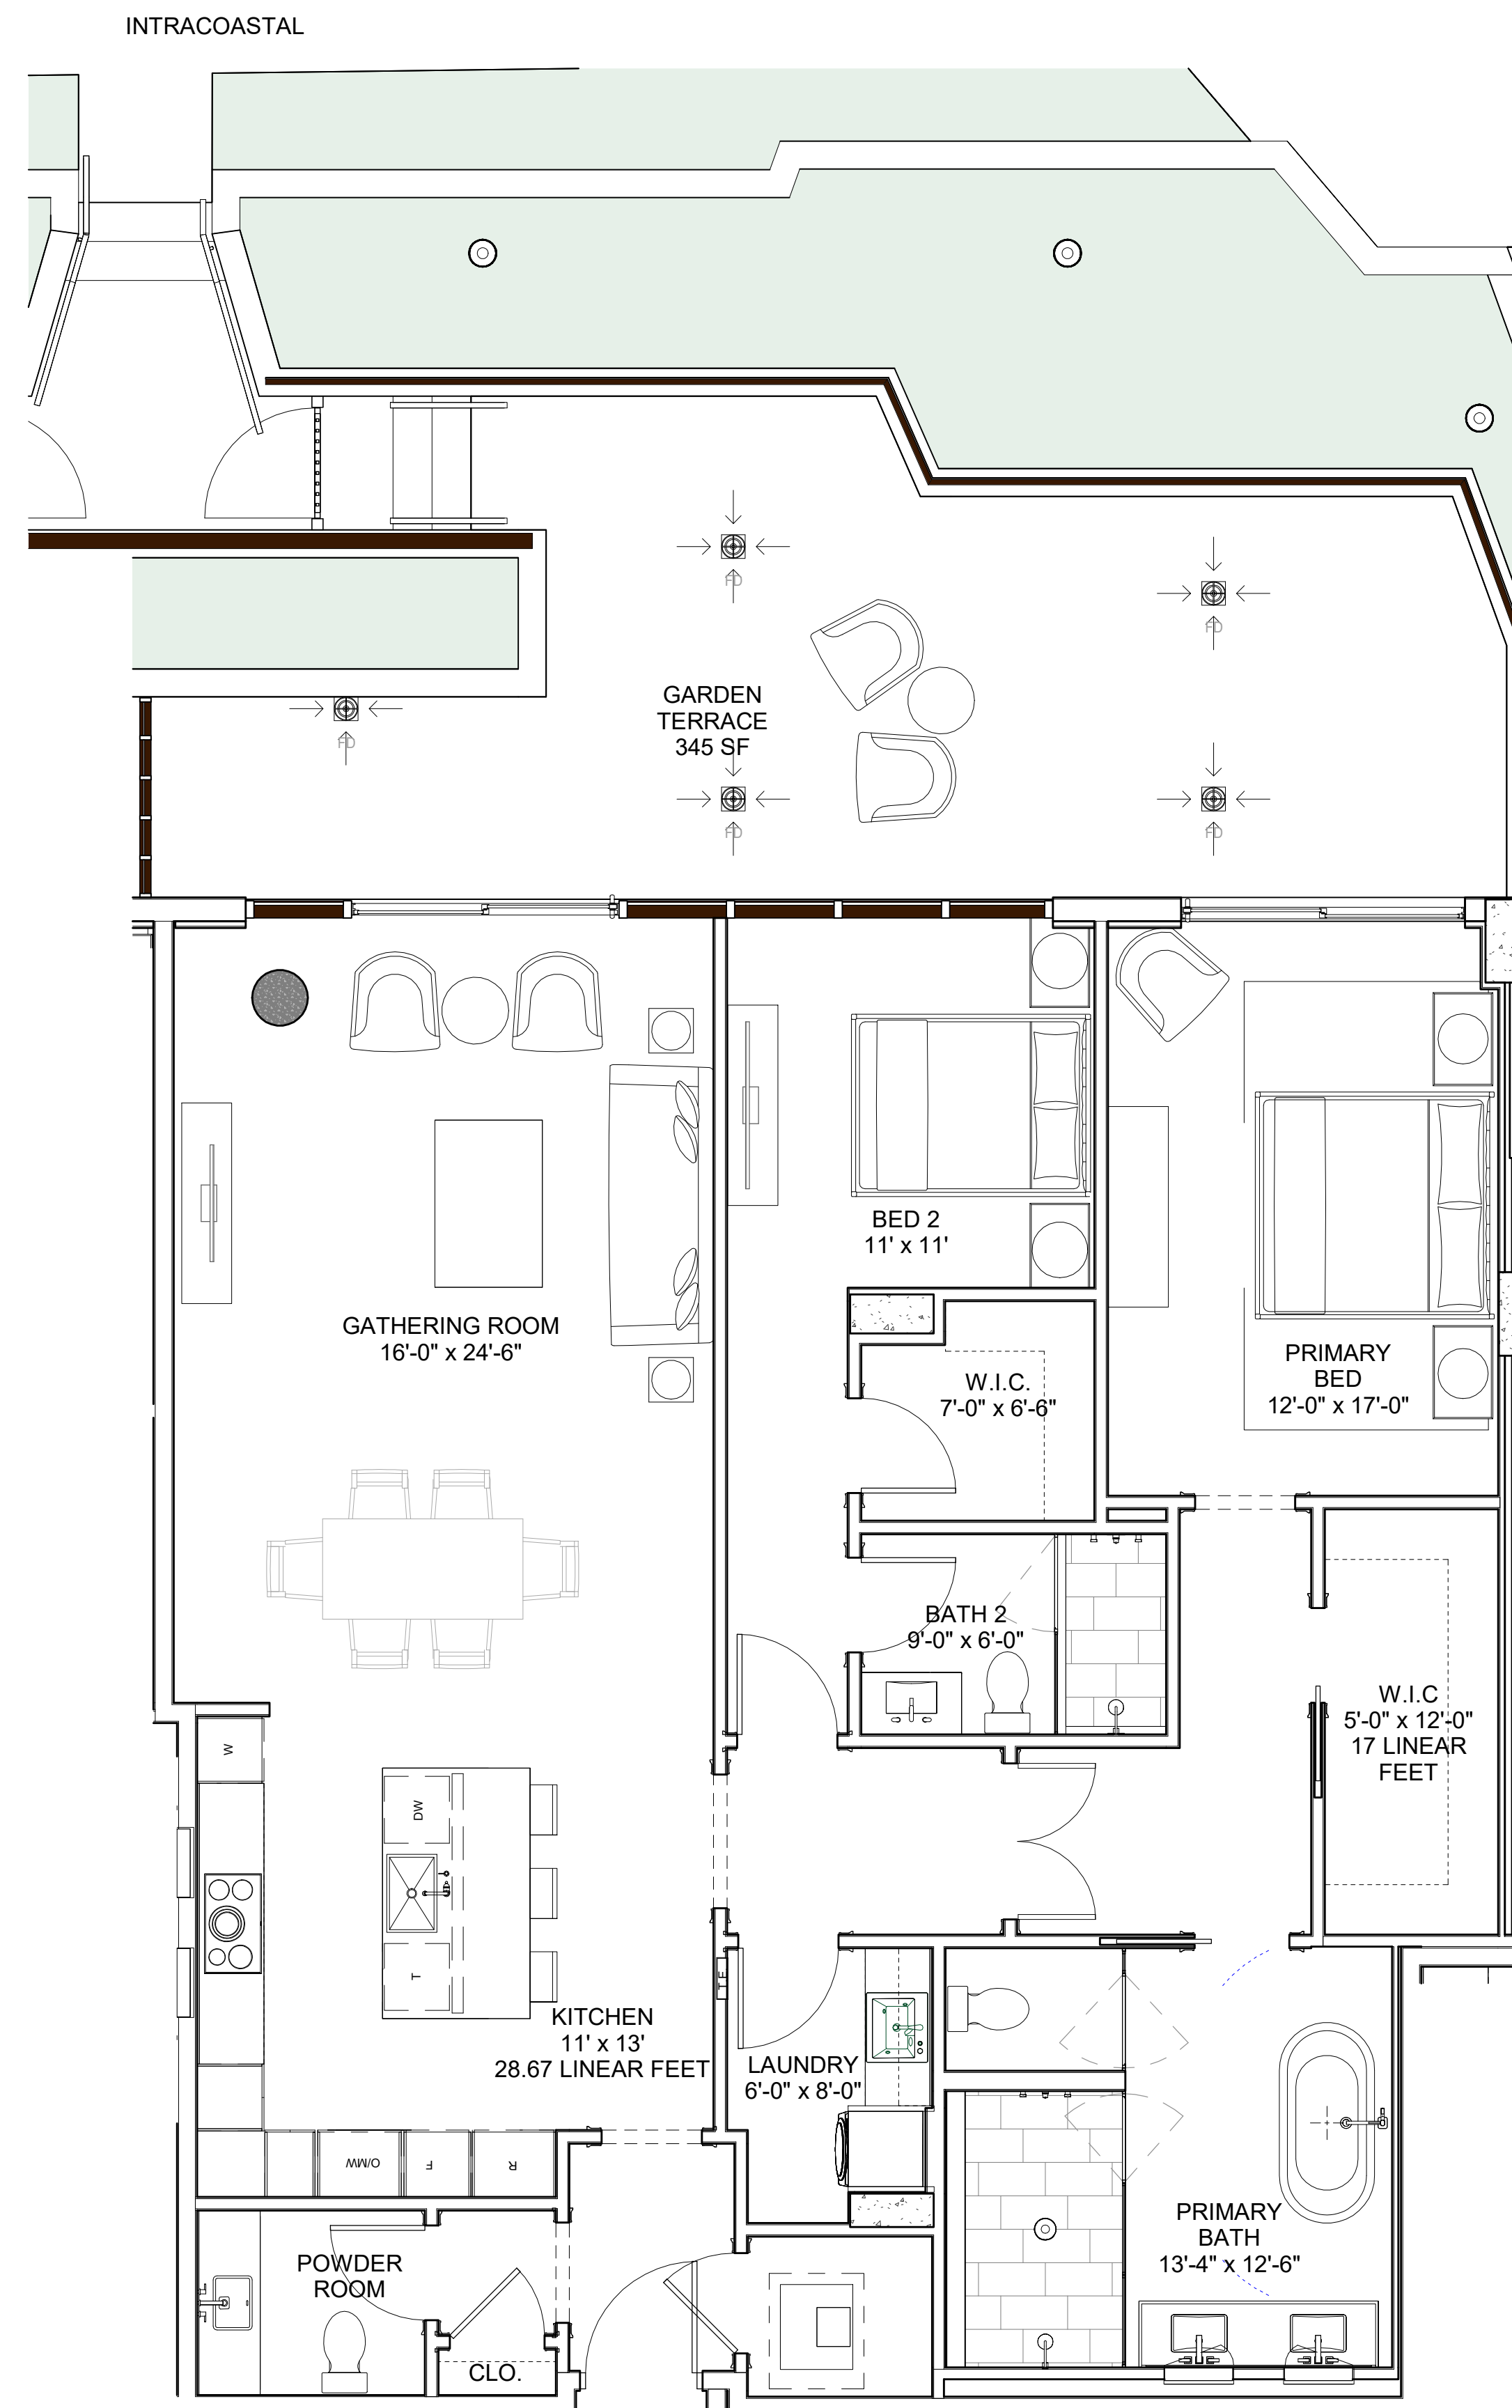 INTRACOASTAL
FD
FD
GARDEN
TERRACE
345 SF
FD
FD
FD
BED 2
11' x 11'
GATHERING ROOM
16'-0" x 24'-6"
PRIMARY
BED
12'-0" x 17'-0"
W.I.C.
7'-0" x 6'-6"
BATH 2
9'-0" x 6'-0"
W.I.C
5'-0" x 12'-0"
17 LINEAR
FEET
W
DW
T
TE
KITCHEN
11' x 13'
28.67 LINEAR FEET
LAUNDRY
6'-0" x 8'-0"
O/MW
F
R
PRIMARY
BATH
13'-4" x 12'-6"
POWDER
ROOM
CLO.